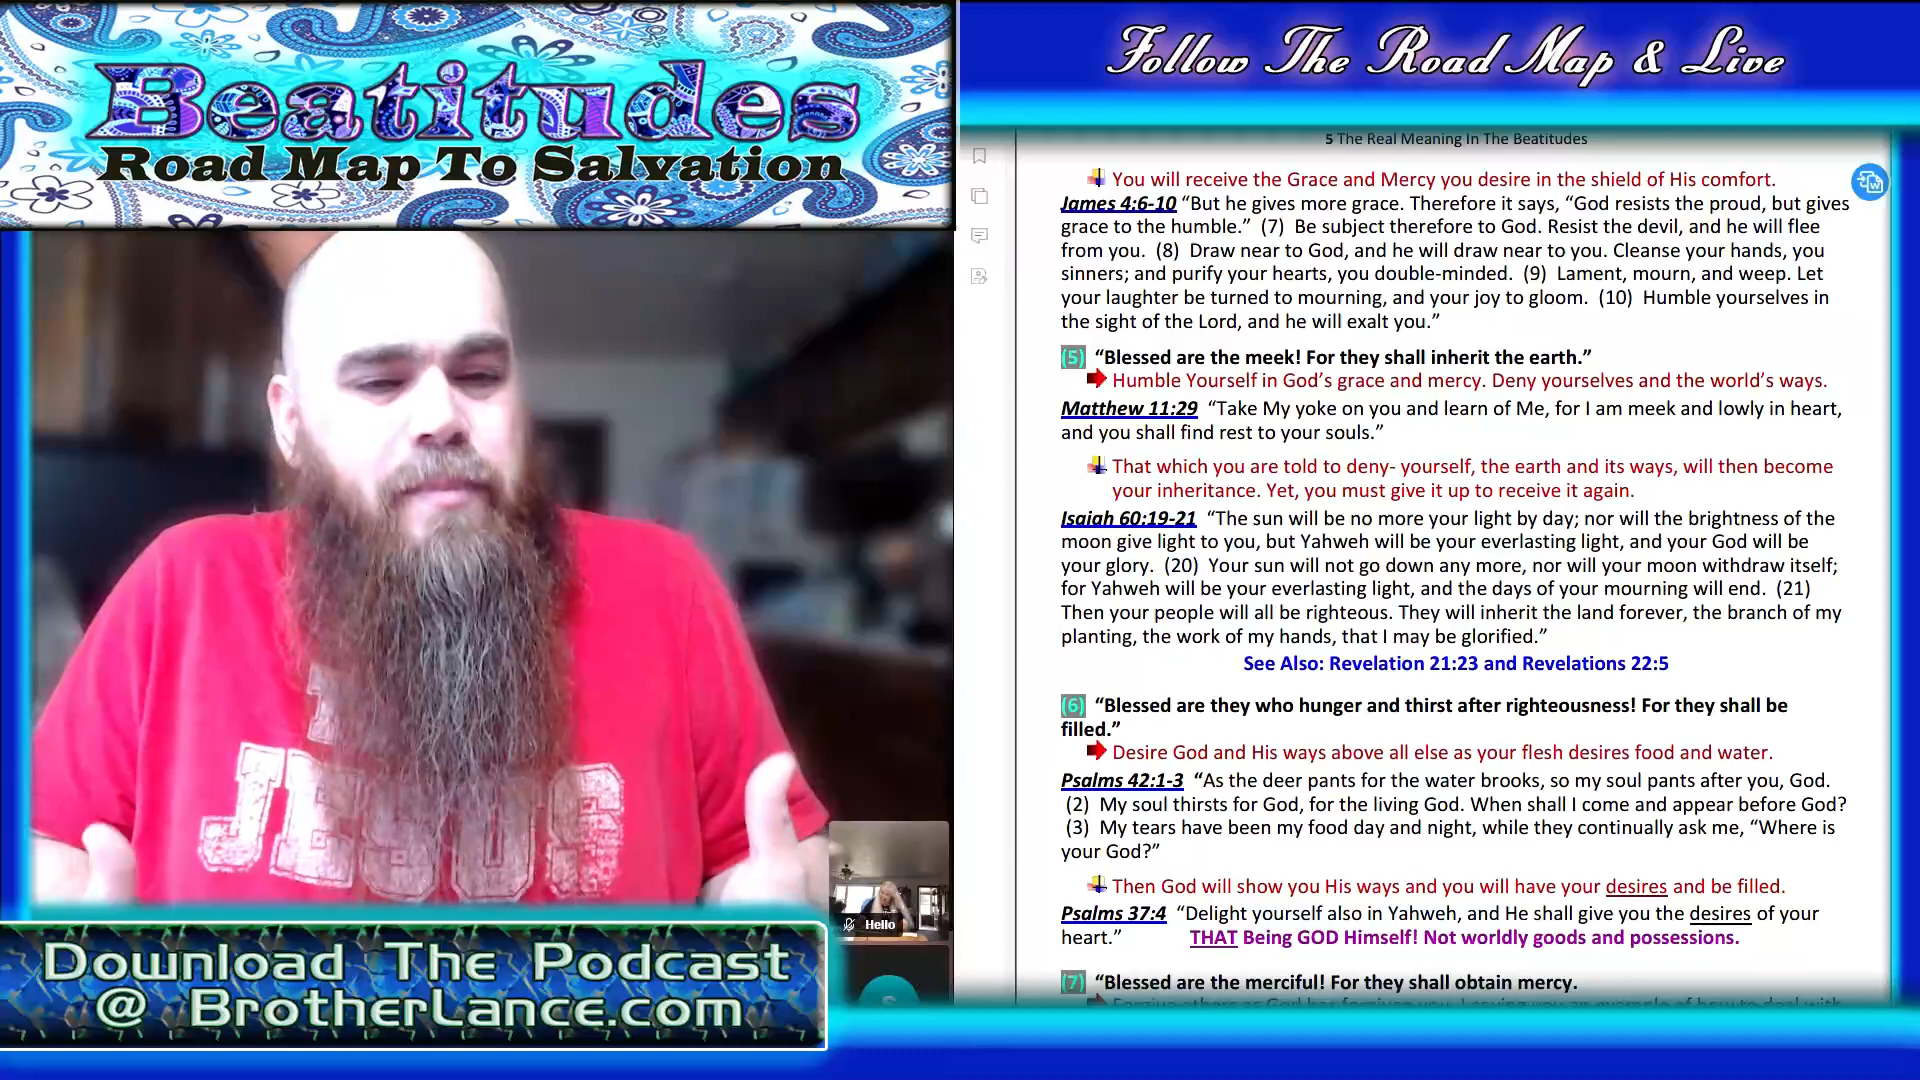 Beatitudes
Road Map To Salvation
Follow The Road Map & Live
5 The Real Meaning In The Beatitudes
You will receive the Grace and Mercy you desire in the shield of His comfort.
James 4:6-10 “But he gives more grace. Therefore it says, “God resists the proud, but gives
grace to the humble.” (7) Be subject therefore to God. Resist the devil, and he will flee
from you. (8) Draw near to God, and he will draw near to you. Cleanse your hands, you
sinners; and purify your hearts, you double-minded. (9) Lament, mourn, and weep. Let
your laughter be turned to mourning, and your joy to gloom. (10) Humble yourselves in
the sight of the Lord, and he will exalt you.”
(5) “Blessed are the meek! For they shall inherit the earth.”
Humble Yourself in God’s grace and mercy. Deny yourselves and the world’s ways.
Matthew 11:29 “Take My yoke on you and learn of Me, for I am meek and lowly in heart,
and you shall find rest to your souls.”
That which you are told to deny- yourself, the earth and its ways, will then become
your inheritance. Yet, you must give it up to receive it again.
Isaiah 60:19-21 “The sun will be no more your light by day; nor will the brightness of the
moon give light to you, but Yahweh will be your everlasting light, and your God will be
your glory. (20) Your sun will not go down any more, nor will your moon withdraw itself;
for Yahweh will be your everlasting light, and the days of your mourning will end. (21)
Then your people will all be righteous. They will inherit the land forever, the branch of my
planting, the work of my hands, that I may be glorified.”
See Also: Revelation 21:23 and Revelations 22:5
(6) “Blessed are they who hunger and thirst after righteousness! For they shall be
filled.”
Desire God and His ways above all else as your flesh desires food and water.
Psalms 42:1-3 “As the deer pants for the water brooks, so my soul pants after you, God.
(2) My soul thirsts for God, for the living God. When shall I come and appear before God?
(3) My tears have been my food day and night, while they continually ask me, “Where is
your God?”
Then God will show you His ways and you will have your desires and be filled.
Psalms 37:4 “Delight yourself also in Yahweh, and He shall give you the desires of your
heart.” THAT Being GOD Himself! Not worldly goods and possessions.
(7) “Blessed are the merciful! For they shall obtain mercy.
JESUS
Hello
Download The Podcast
@ BrotherLance.com